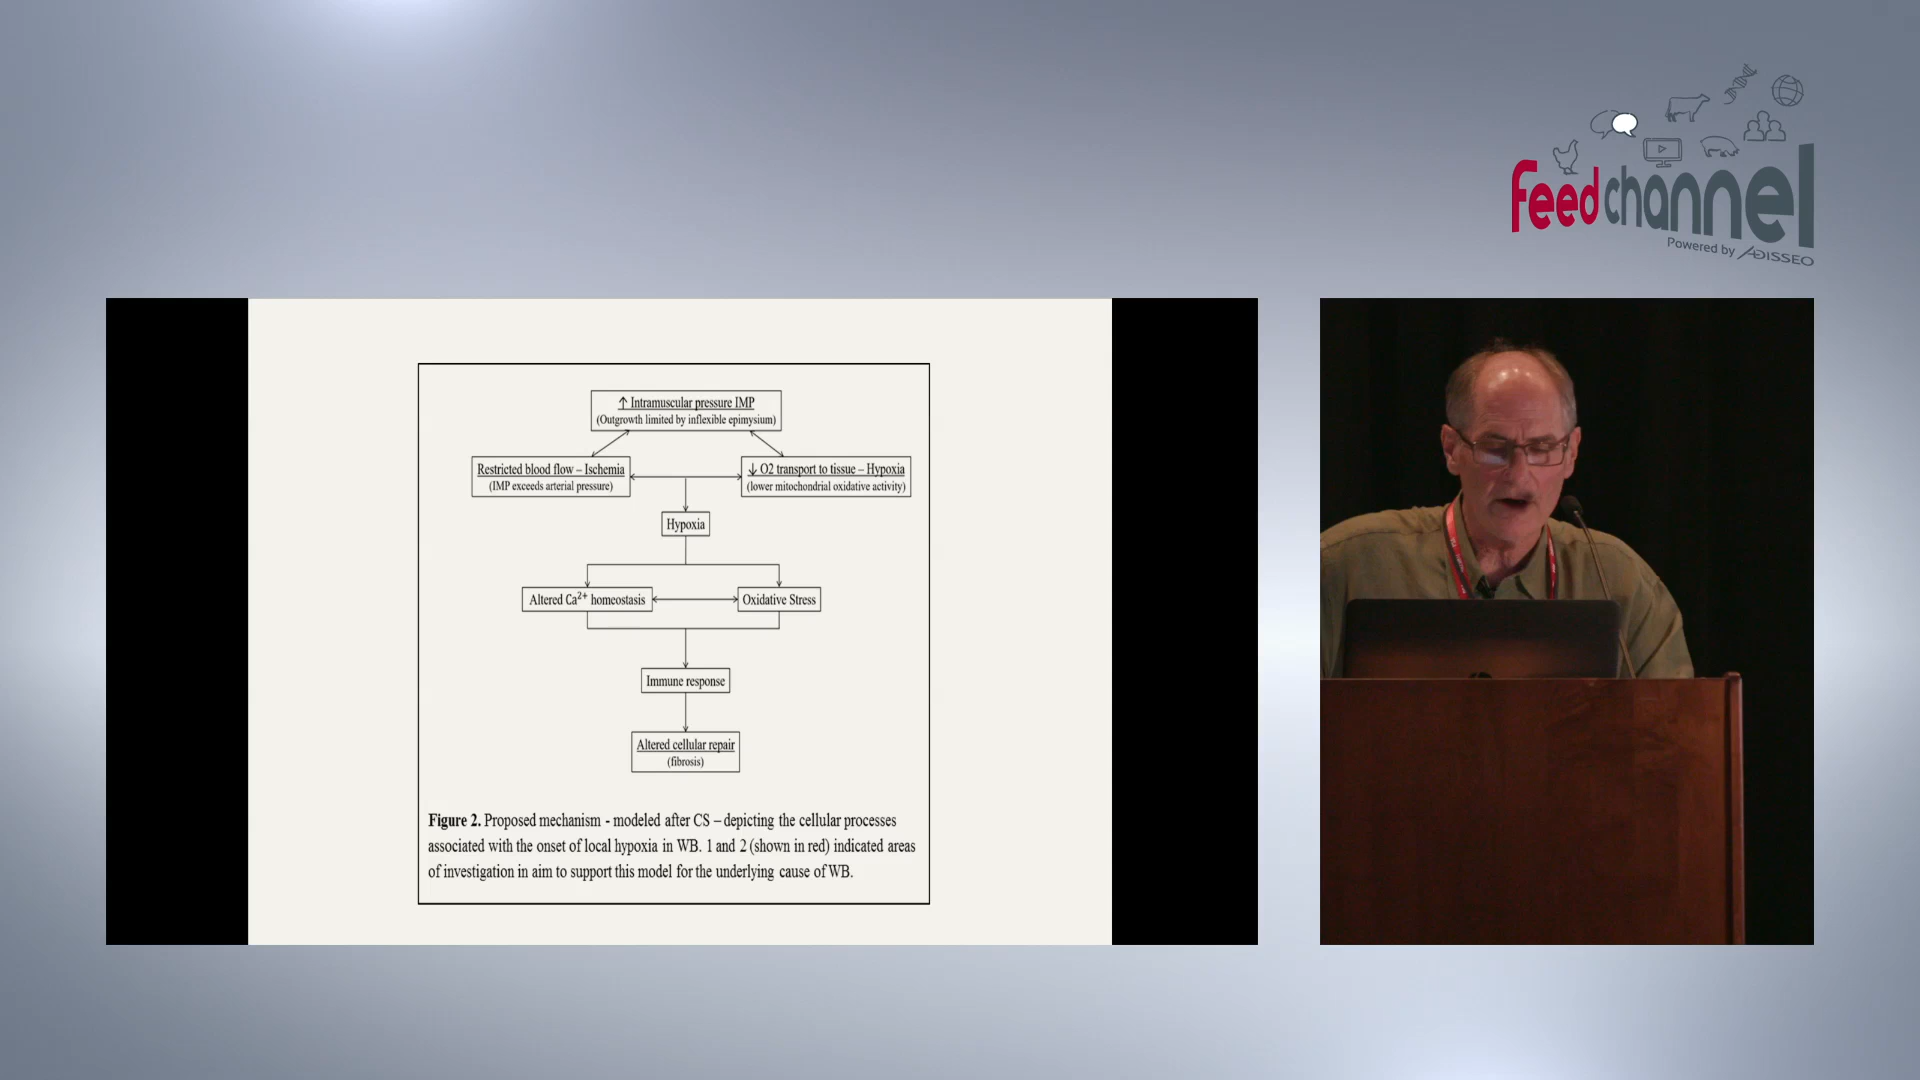 feedchannel
Powered by ADISSEO
↑ Intramuscular pressure IMP
(Outgrowth limited by inflexible epimysium)
Restricted blood flow – Ischemia
(IMP exceeds arterial pressure)
↓ O2 transport to tissue – Hypoxia
(lower mitochondrial oxidative activity)
Hypoxia
Altered Ca²⁺ homeostasis
Oxidative Stress
Immune response
Altered cellular repair
(fibrosis)
Figure 2. Proposed mechanism - modeled after CS – depicting the cellular processes
associated with the onset of local hypoxia in WB. 1 and 2 (shown in red) indicated areas
of investigation in aim to support this model for the underlying cause of WB.